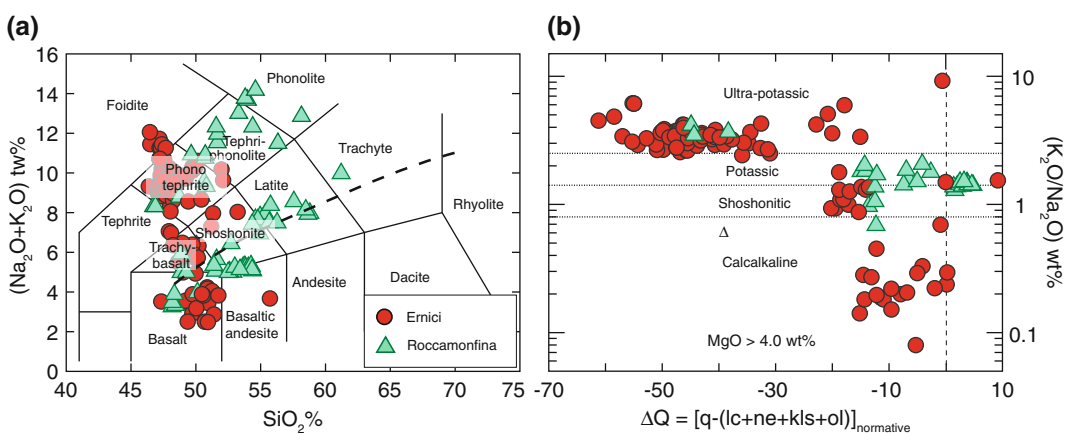 (a)
(b)
(Na₂O+K₂O) tw%
16
14
12
10
8
6
4
2
0
41
45
50
55
60
65
70
75
SiO₂%
Foidite
Phonolite
Tephri-
phonolite
Phono
tephrite
Trachyte
Tephrite
Latite
Shoshonite
Trachy-
basalt
Rhyolite
Basalt
Basaltic
andesite
Andesite
Dacite
Ernici
Roccamonfina
Ultra-potassic
Potassic
Shoshonitic
Δ
Calcalkaline
MgO > 4.0 wt%
10
1
0.1
(K₂O/Na₂O) wt%
-70
-50
-30
-10
10
ΔQ = [q-(lc+ne+kls+ol)]normative